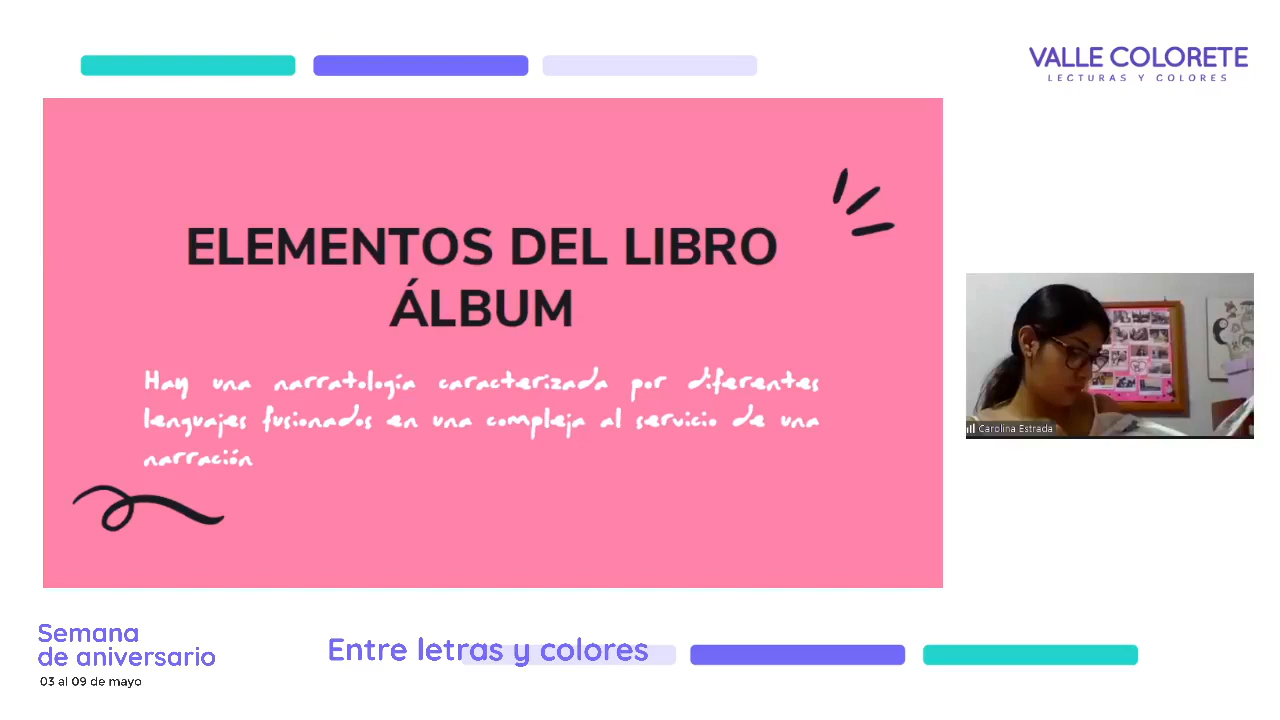 VALLE COLORETE
LECTURAS Y COLORES
ELEMENTOS DEL LIBRO
ÁLBUM
Hay una narratología caracterizada por diferentes
lenguajes fusionados en una compleja al servicio de una
narración
Carolina Estrada
Semana
de aniversario
03 al 09 de mayo
Entre letras y colores